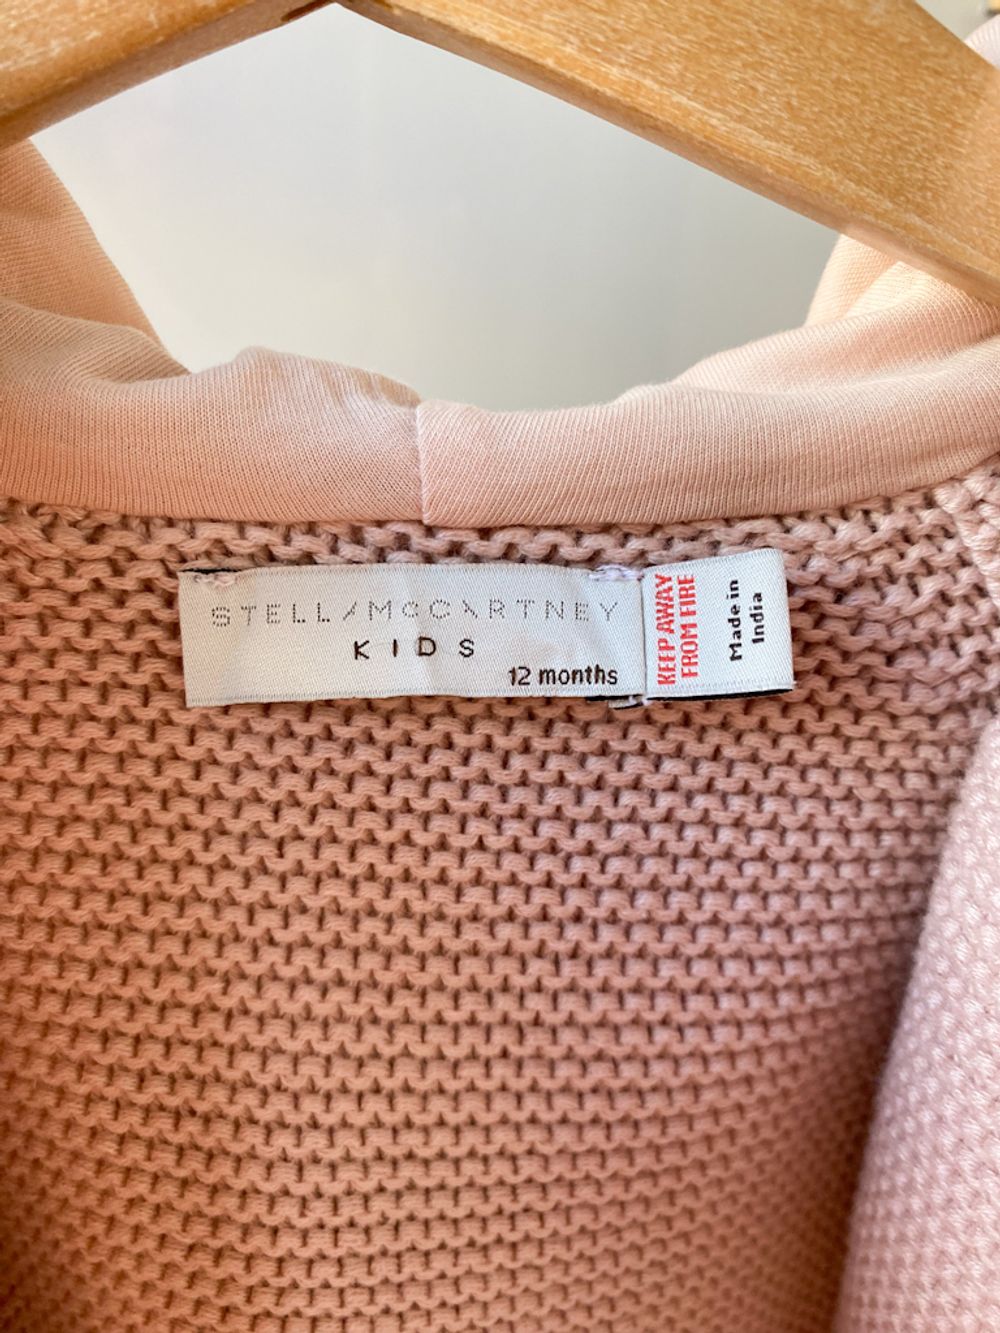 STELLA McCARTNEY
KIDS
12 months
KEEP AWAY
FROM FIRE
Made in
India